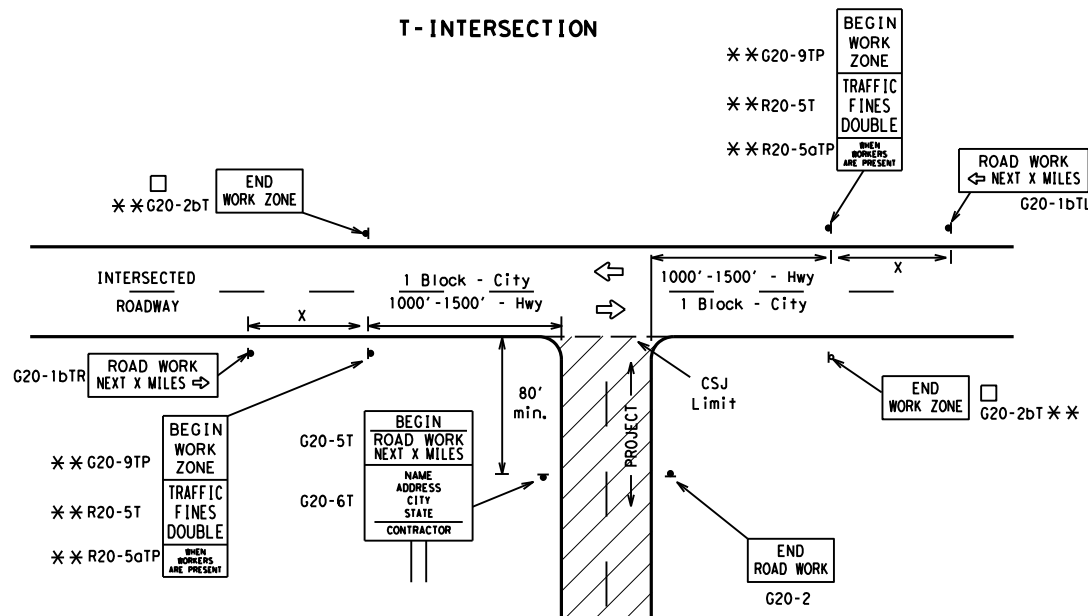 T-INTERSECTION
BEGIN
WORK
ZONE
TRAFFIC
FINES
DOUBLE
WHEN
WORKERS
ARE PRESENT
**G20-9TP
**R20-5T
**R20-5aTP
ROAD WORK
⇦ NEXT X MILES
G20-1bTL
□
**G20-2bT
END
WORK ZONE
INTERSECTED
ROADWAY
1 Block - City
1000'-1500' - Hwy
X
1000'-1500' - Hwy
1 Block - City
X
G20-1bTR
ROAD WORK
NEXT X MILES ⇨
80'
min.
CSJ
Limit
PROJECT
END
WORK ZONE
□
G20-2bT**
**G20-9TP
**R20-5T
**R20-5aTP
BEGIN
WORK
ZONE
TRAFFIC
FINES
DOUBLE
WHEN
WORKERS
ARE PRESENT
G20-5T
G20-6T
BEGIN
ROAD WORK
NEXT X MILES
NAME
ADDRESS
CITY
STATE
CONTRACTOR
END
ROAD WORK
G20-2